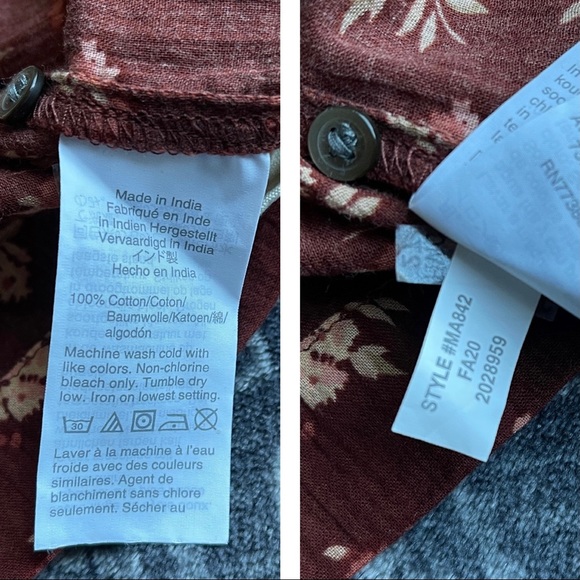 Made in India
Fabriqué en Inde
In Indien Hergestellt
Vervaardigd in India
インド製
Hecho en India
100% Cotton/Coton/
Baumwolle/Katoen/綿/
algodón
Machine wash cold with
like colors. Non-chlorine
bleach only. Tumble dry
low. Iron on lowest setting.
30
Laver à la machine à l'eau
froide avec des couleurs
similaires. Agent de
blanchiment sans chlore
seulement. Sécher au
STYLE #MA842
FA20
2028959